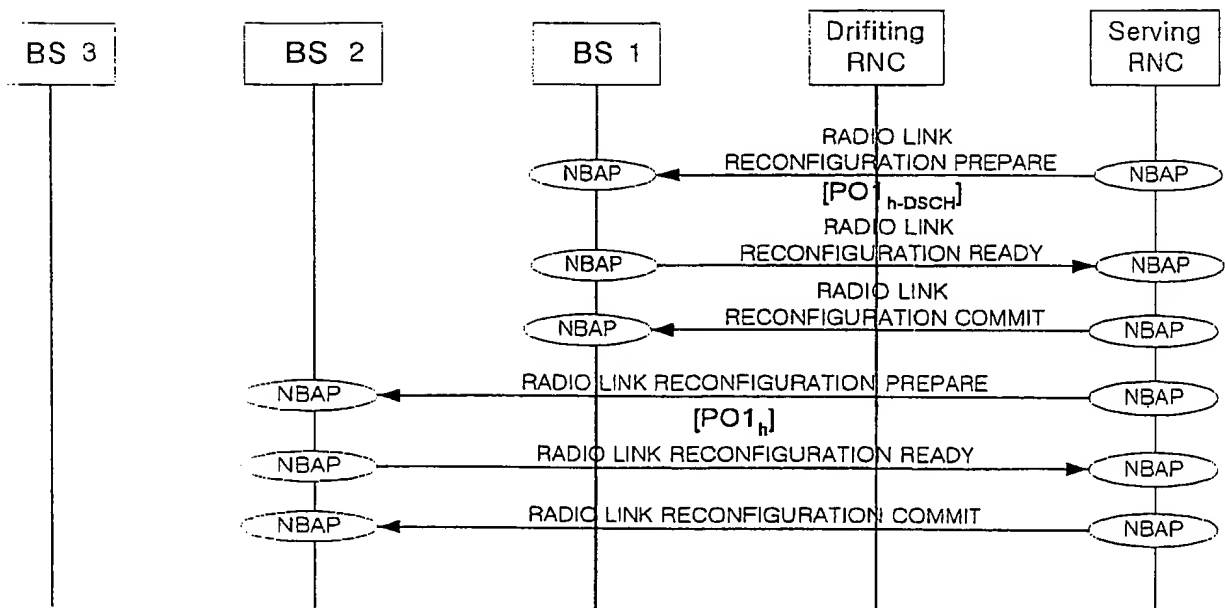 BS 3
BS 2
BS 1
Drifiting
RNC
Serving
RNC
RADIO LINK
RECONFIGURATION PREPARE
NBAP
NBAP
[PO1h-DSCH]
RADIO LINK
RECONFIGURATION READY
NBAP
NBAP
RADIO LINK
RECONFIGURATION COMMIT
NBAP
NBAP
RADIO LINK RECONFIGURATION PREPARE
NBAP
NBAP
[PO1h]
RADIO LINK RECONFIGURATION READY
NBAP
NBAP
RADIO LINK RECONFIGURATION COMMIT
NBAP
NBAP